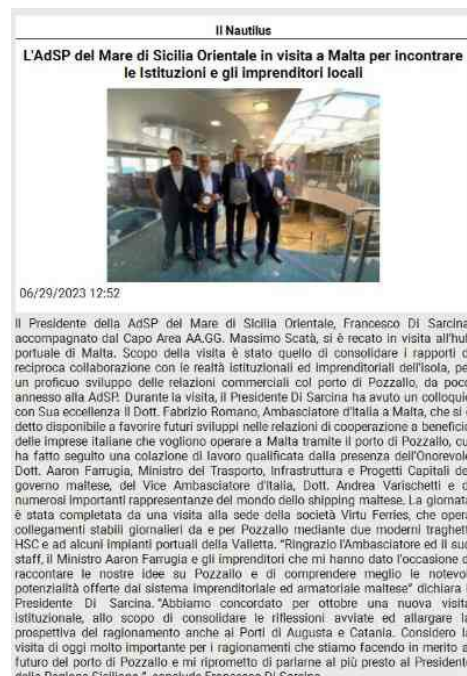 Il Nautilus
L'AdSP del Mare di Sicilia Orientale in visita a Malta per incontrare
le Istituzioni e gli imprenditori locali
06/29/2023 12:52
Il Presidente della AdSP del Mare di Sicilia Orientale, Francesco Di Sarcina,
accompagnato dal Capo Area AA.GG. Massimo Scatà, si è recato in visita all'hub
portuale di Malta. Scopo della visita è stato quello di consolidare i rapporti d
reciproca collaborazione con le realtà istituzionali ed imprenditoriali dell'isola, pe
un proficuo sviluppo delle relazioni commerciali col porto di Pozzallo, da poco
annesso alla AdSP. Durante la visita, il Presidente Di Sarcina ha avuto un colloquio
con Sua eccellenza il Dott. Fabrizio Romano, Ambasciatore d'Italia a Malta, che si è
detto disponibile a favorire futuri sviluppi nelle relazioni di cooperazione a beneficio
delle imprese italiane che vogliono operare a Malta tramite il porto di Pozzallo, cu
ha fatto seguito una colazione di lavoro qualificata dalla presenza dell'Onorevole
Dott. Aaron Farrugia, Ministro del Trasporto, Infrastruttura e Progetti Capitali de
governo maltese, del Vice Ambasciatore d'Italia, Dott. Andrea Varischetti e d
numerosi importanti rappresentanze del mondo dello shipping maltese. La giornata
è stata completata da una visita alla sede della società Virtu Ferries, che opera
collegamenti stabili giornalieri da e per Pozzallo mediante due moderni traghett
HSC e ad alcuni impianti portuali della Valletta. "Ringrazio l'Ambasciatore ed il suo
staff, il Ministro Aaron Farrugia e gli imprenditori che mi hanno dato l'occasione d
raccontare le nostre idee su Pozzallo e di comprendere meglio le notevol
potenzialità offerte dal sistema imprenditoriale ed armatoriale maltese" dichiara i
Presidente Di Sarcina. "Abbiamo concordato per ottobre una nuova visita
istituzionale, allo scopo di consolidare le riflessioni avviate ed allargare la
prospettiva del ragionamento anche ai Porti di Augusta e Catania. Considero la
visita di oggi molto importante per i ragionamenti che stiamo facendo in merito al
futuro del porto di Pozzallo e mi riprometto di parlarne al più presto al Presidente
della Regione Siciliana.", conclude Francesco Di Sarcina.